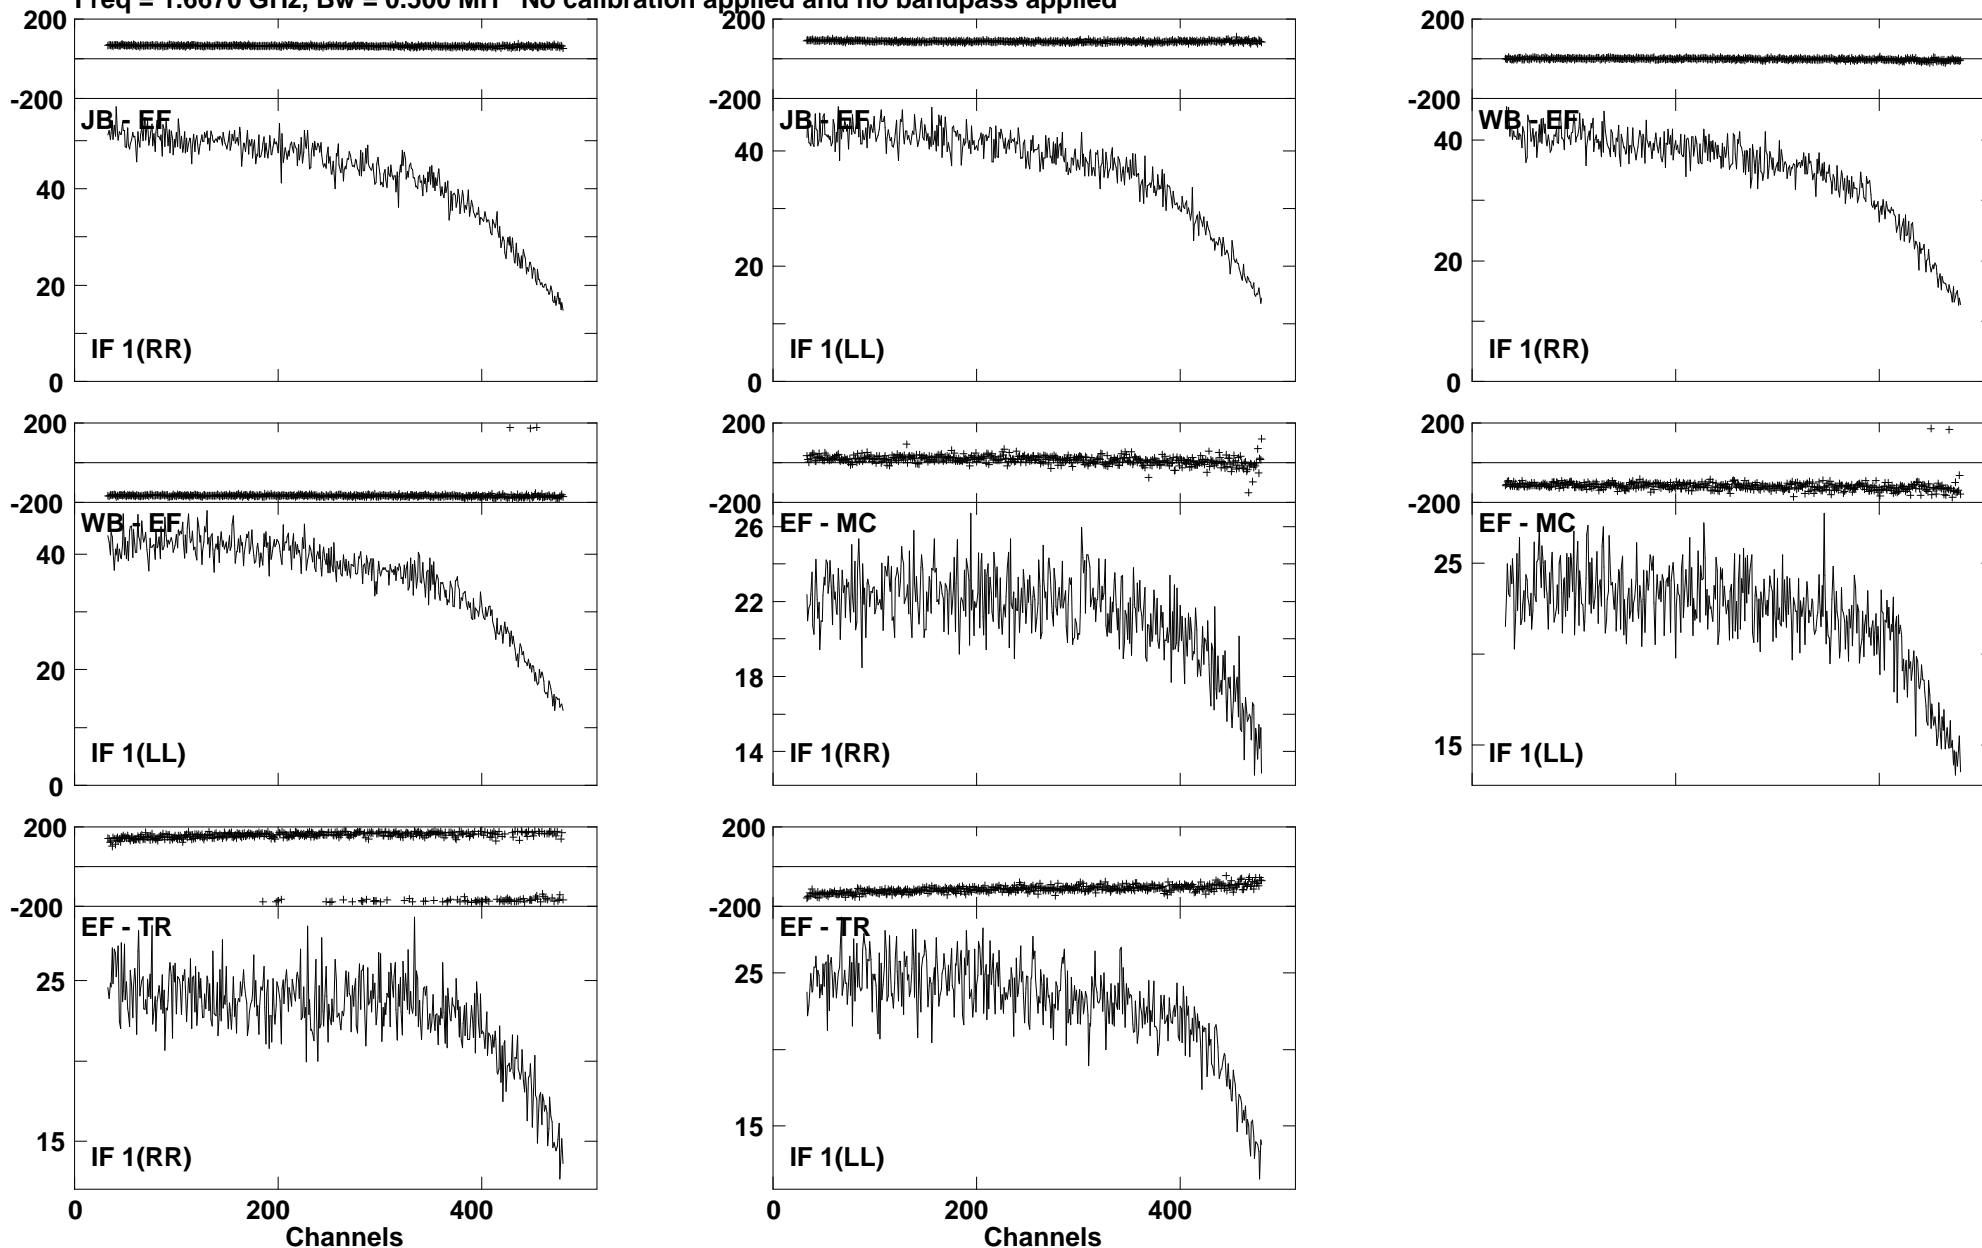 Freq = 1.6670 GHz, Bw = 0.500 MH No calibration applied and no bandpass applied
200
-200
JB - EF
40
20
0
IF 1(RR)
200
-200
JB - EF
40
20
0
IF 1(LL)
200
-200
WB - EF
40
20
0
IF 1(RR)
200
-200
WB - EF
40
20
0
IF 1(LL)
200
-200
EF - MC
26
22
18
14
IF 1(RR)
200
-200
EF - MC
25
15
IF 1(LL)
200
-200
EF - TR
25
15
IF 1(RR)
0 200 400
Channels
200
-200
EF - TR
25
15
IF 1(LL)
0 200 400
Channels